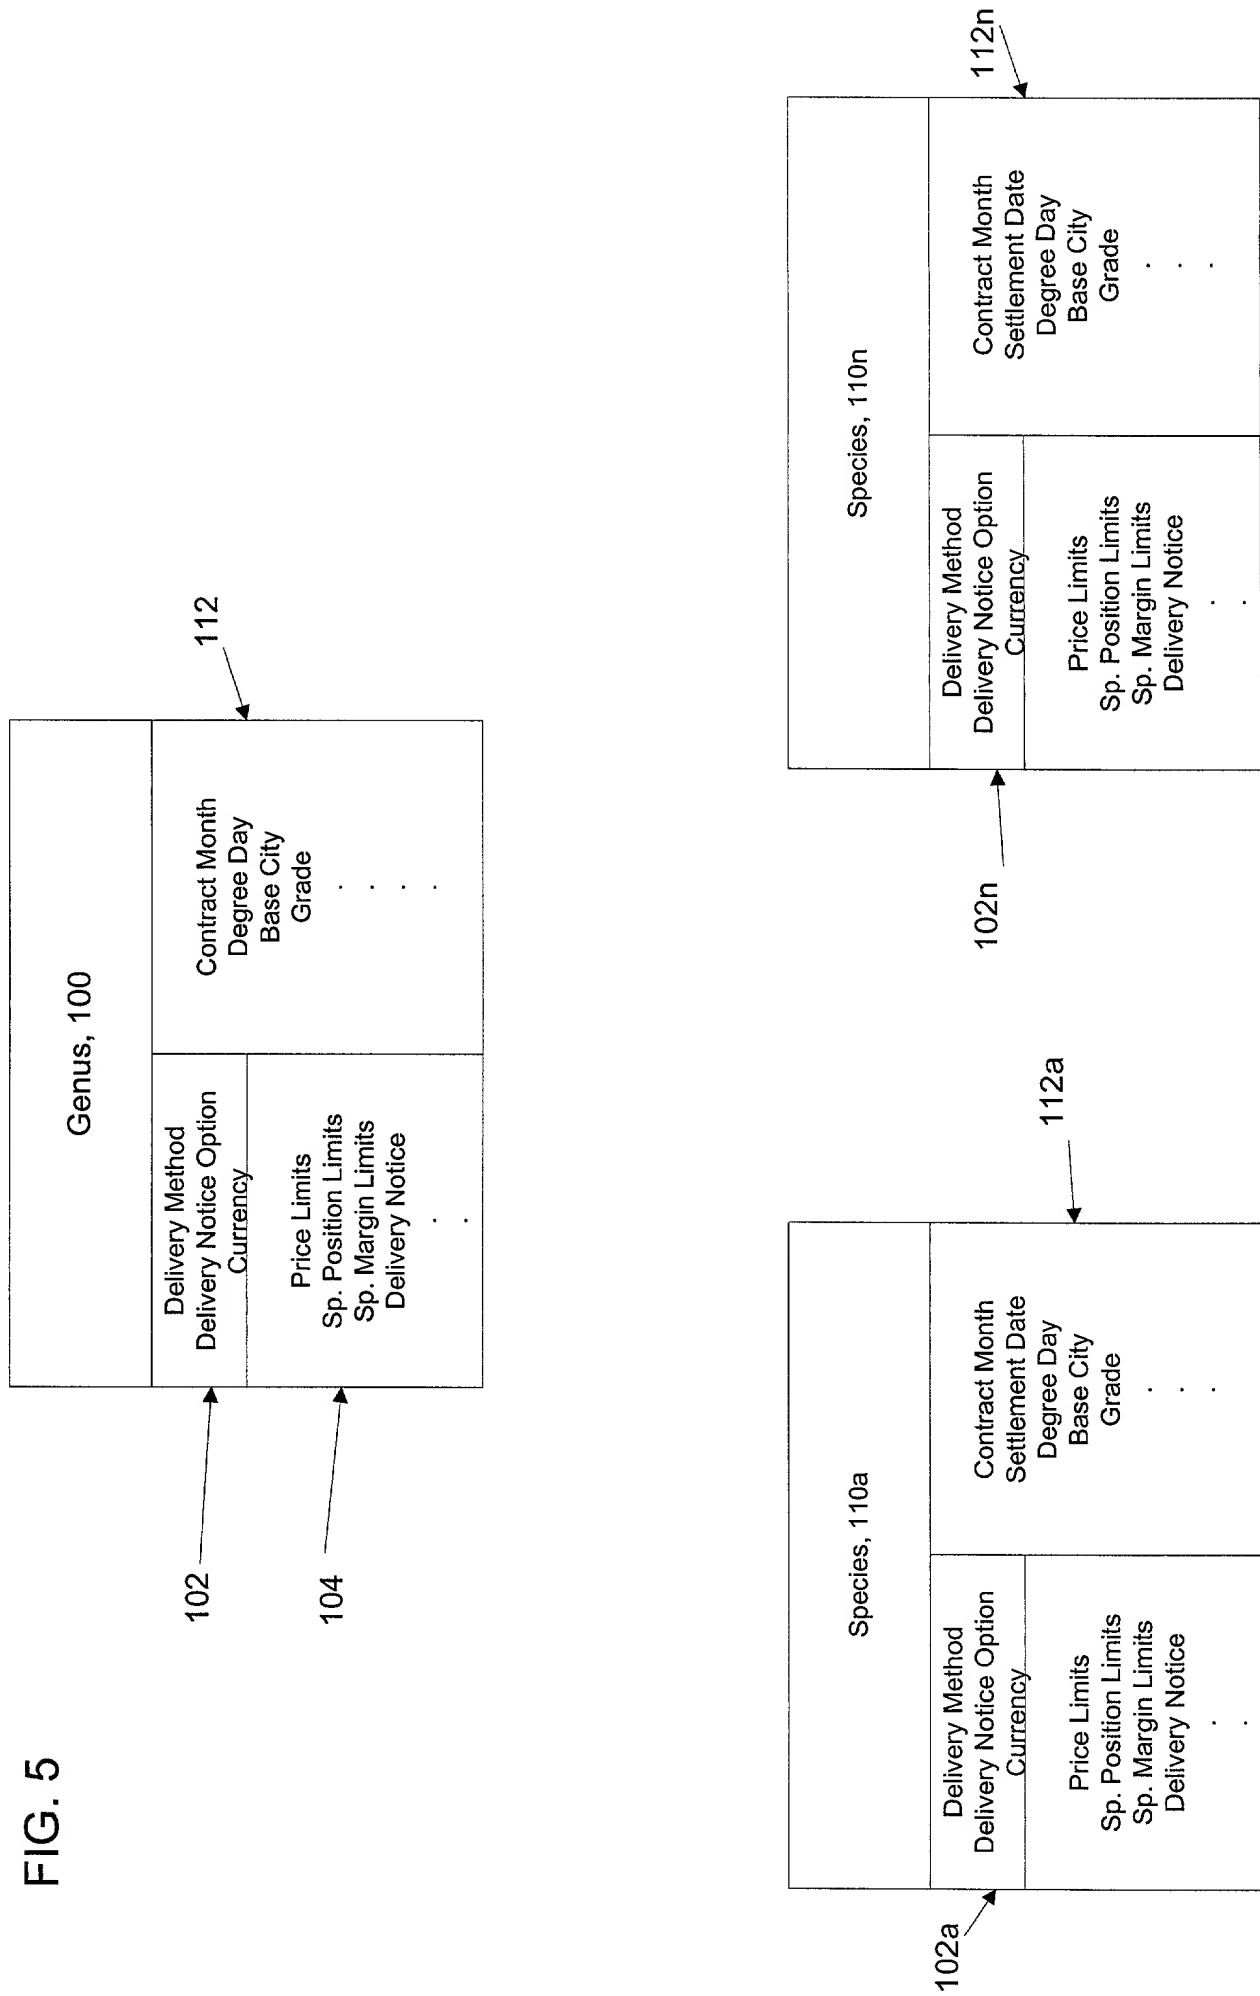 FIG. 5
Genus, 100
Delivery Method
Delivery Notice Option
Currency
Price Limits
Sp. Position Limits
Sp. Margin Limits
Delivery Notice
.
.
Contract Month
Degree Day
Base City
Grade
.
.
.
.
102
104
112
Species, 110a
Delivery Method
Delivery Notice Option
Currency
Price Limits
Sp. Position Limits
Sp. Margin Limits
Delivery Notice
.
.
Contract Month
Settlement Date
Degree Day
Base City
Grade
.
.
.
102a
112a
Species, 110n
Delivery Method
Delivery Notice Option
Currency
Price Limits
Sp. Position Limits
Sp. Margin Limits
Delivery Notice
.
.
Contract Month
Settlement Date
Degree Day
Base City
Grade
.
.
.
102n
112n